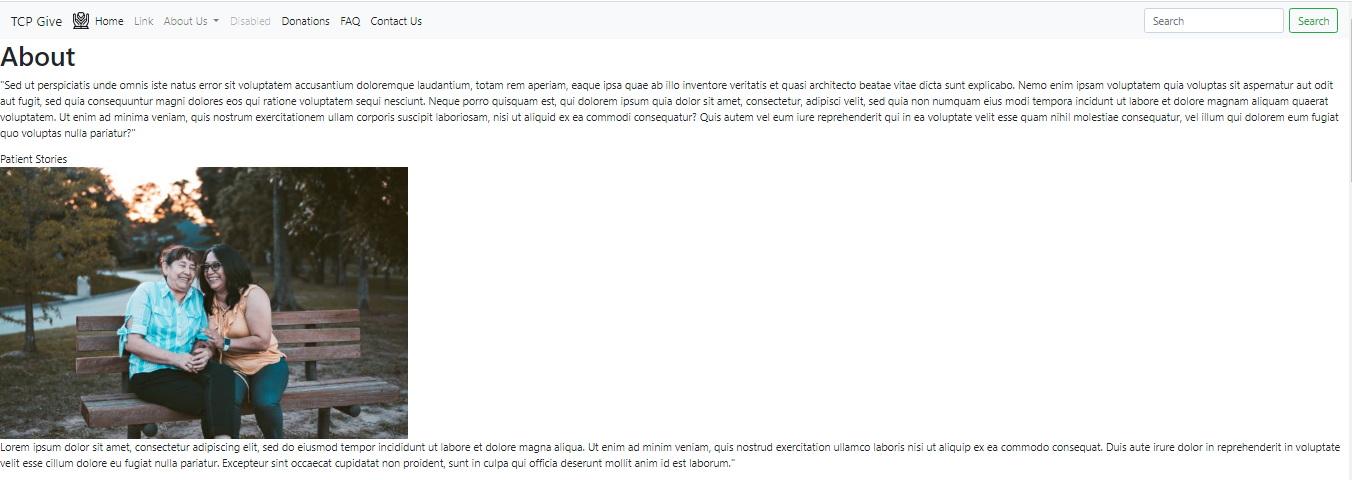 TCP Give Home Link About Us Disabled Donations FAQ Contact Us Search Search
About
"Sed ut perspiciatis unde omnis iste natus error sit voluptatem accusantium doloremque laudantium, totam rem aperiam, eaque ipsa quae ab illo inventore veritatis et quasi architecto beatae vitae dicta sunt explicabo. Nemo enim ipsam voluptatem quia voluptas sit aspernatur aut odit
aut fugit, sed quia consequuntur magni dolores eos qui ratione voluptatem sequi nesciunt. Neque porro quisquam est, qui dolorem ipsum quia dolor sit amet, consectetur, adipisci velit, sed quia non numquam eius modi tempora incidunt ut labore et dolore magnam aliquam quaerat
voluptatem. Ut enim ad minima veniam, quis nostrum exercitationem ullam corporis suscipit laboriosam, nisi ut aliquid ex ea commodi consequatur? Quis autem vel eum iure reprehenderit qui in ea voluptate velit esse quam nihil molestiae consequatur, vel illum qui dolorem eum fugiat
quo voluptas nulla pariatur?"
Patient Stories
Lorem ipsum dolor sit amet, consectetur adipiscing elit, sed do eiusmod tempor incididunt ut labore et dolore magna aliqua. Ut enim ad minim veniam, quis nostrud exercitation ullamco laboris nisi ut aliquip ex ea commodo consequat. Duis aute irure dolor in reprehenderit in voluptate
velit esse cillum dolore eu fugiat nulla pariatur. Excepteur sint occaecat cupidatat non proident, sunt in culpa qui officia deserunt mollit anim id est laborum."